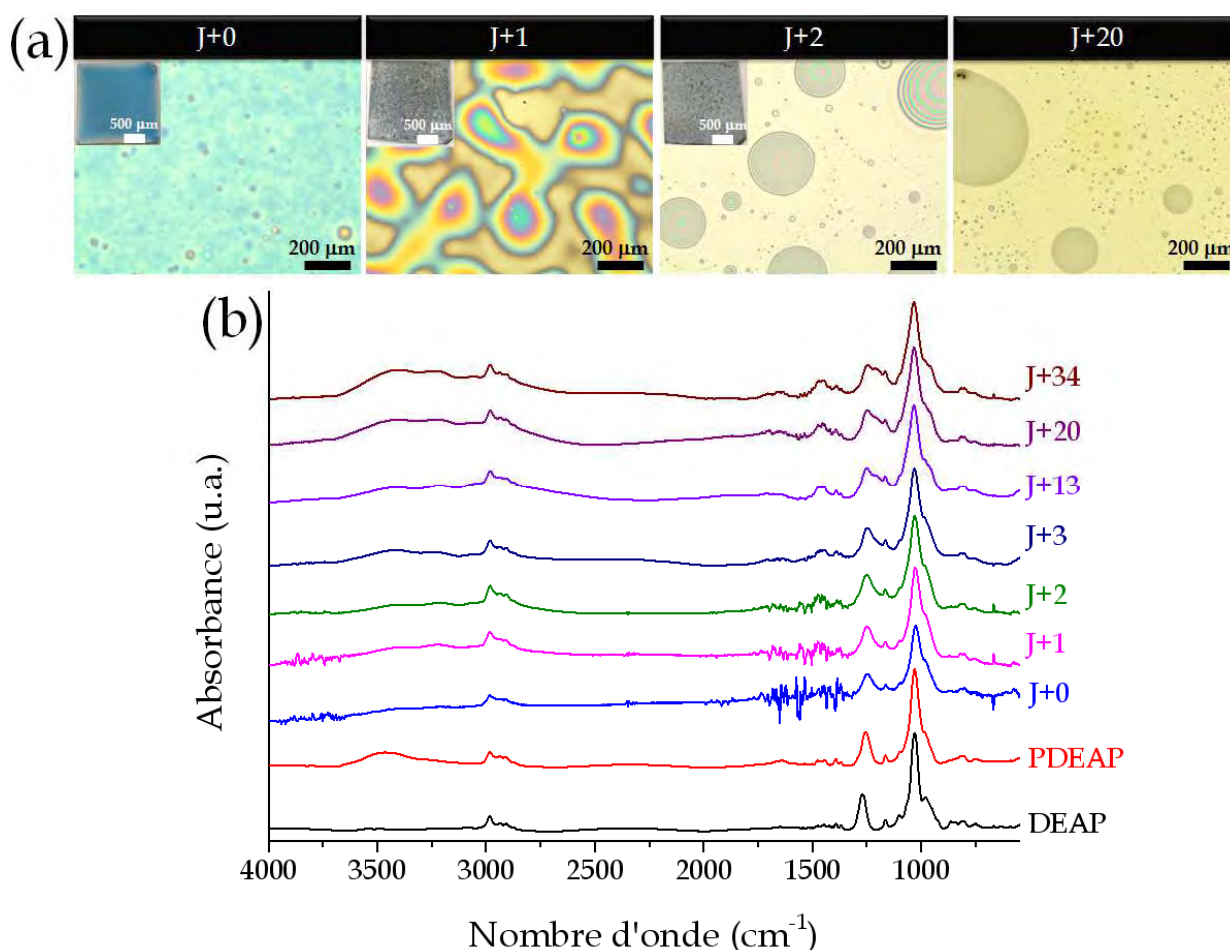 (a)
J+0
J+1
J+2
J+20
500 µm
500 µm
500 µm
200 µm
200 µm
200 µm
200 µm
(b)
J+34
J+20
J+13
J+3
J+2
J+1
J+0
PDEAP
DEAP
Absorbance (u.a.)
4000 3500 3000 2500 2000 1500 1000
Nombre d'onde (cm⁻¹)